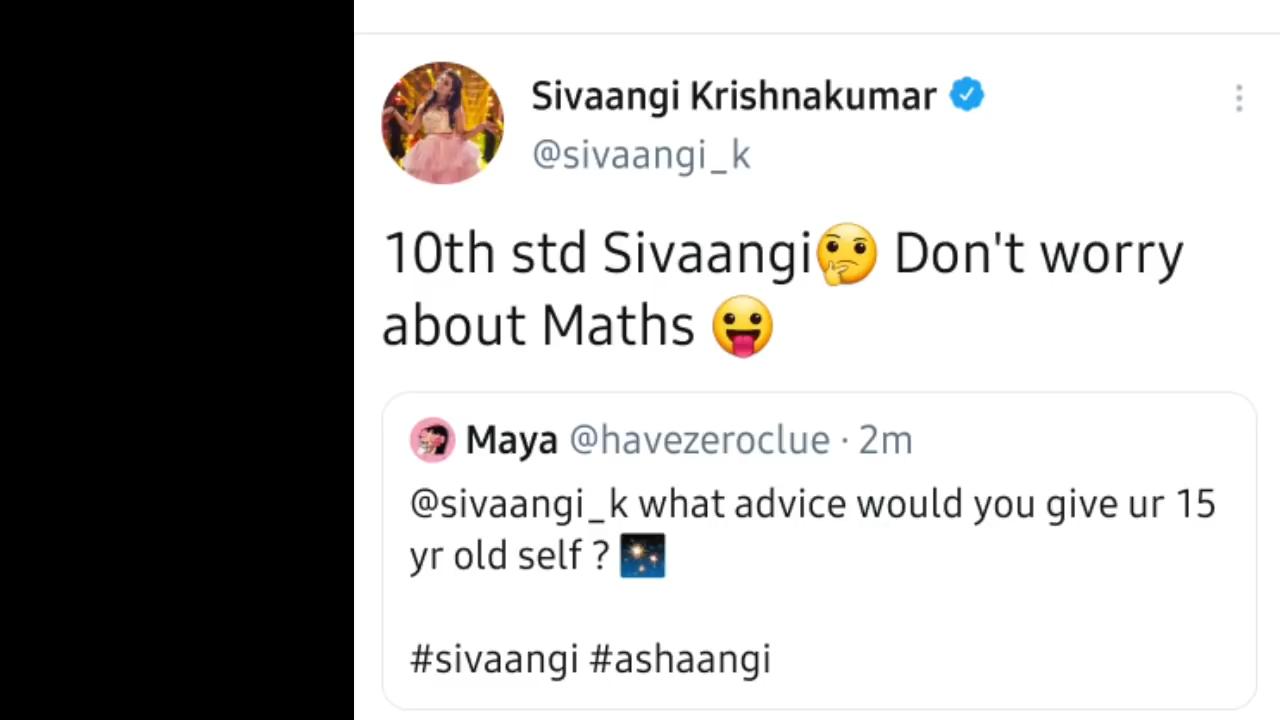 Sivaangi Krishnakumar
@sivaangi_k
10th std Sivaangi🤔 Don't worry
about Maths 😛
Maya @havezeroclue · 2m
@sivaangi_k what advice would you give ur 15
yr old self ? 🎆
#sivaangi #ashaangi